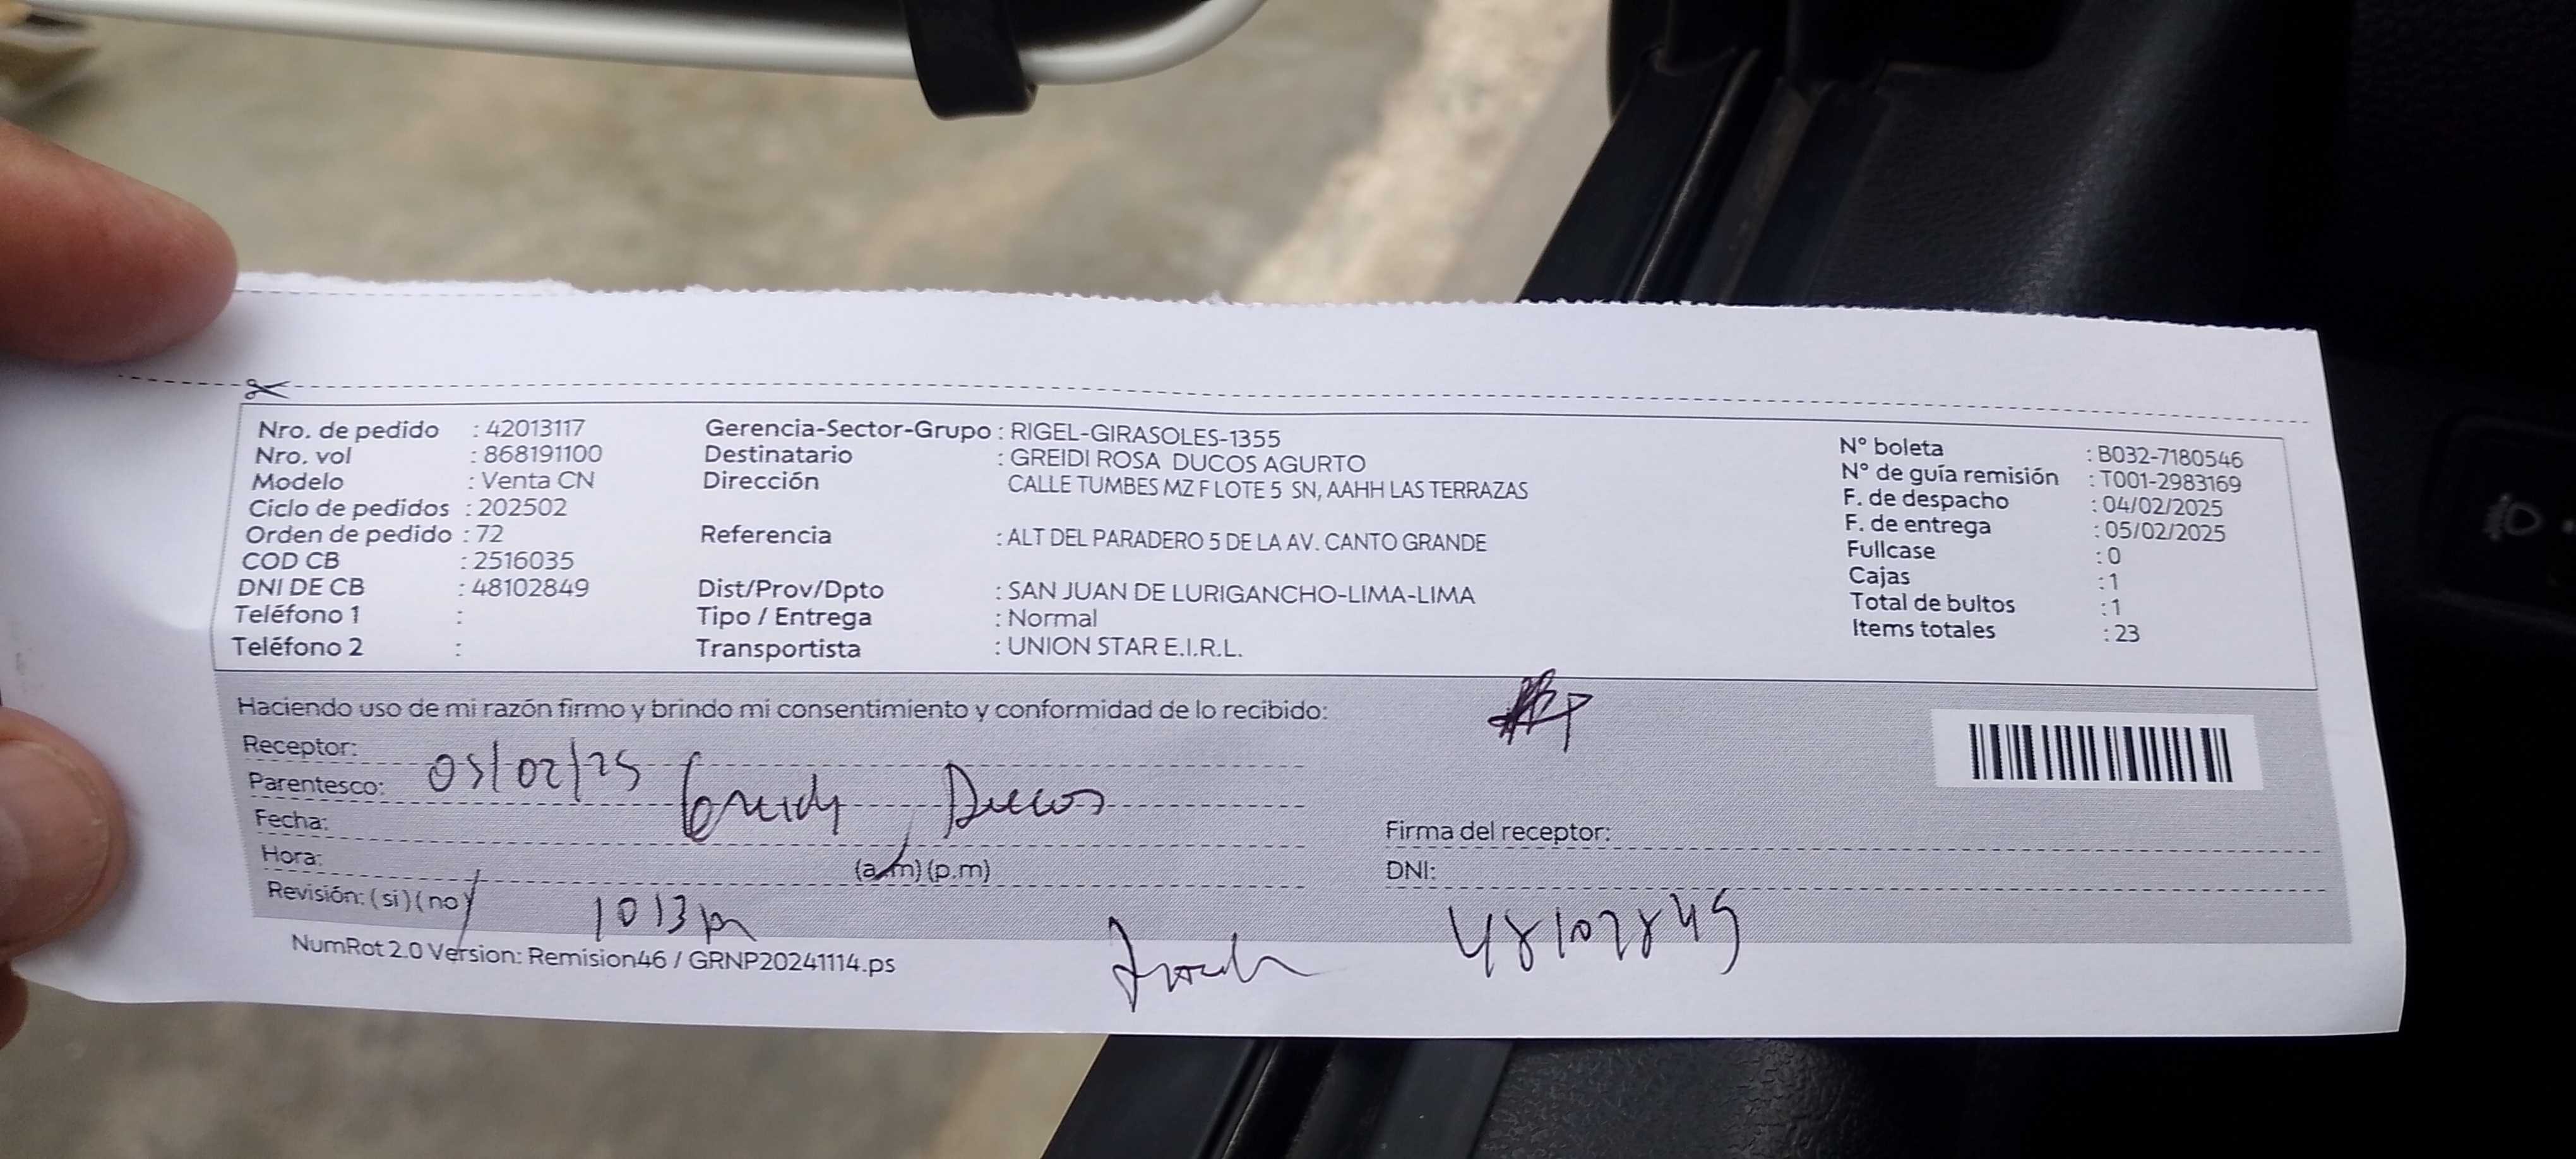 Nro. de pedido : 42013117
Nro. vol : 868191100
Modelo : Venta CN
Ciclo de pedidos : 202502
Orden de pedido : 72
COD CB : 2516035
DNI DE CB : 48102849
Teléfono 1 :
Teléfono 2 :
Gerencia-Sector-Grupo : RIGEL-GIRASOLES-1355
Destinatario : GREIDI ROSA DUCOS AGURTO
Dirección CALLE TUMBES MZ F LOTE 5 SN, AAHH LAS TERRAZAS
Referencia : ALT DEL PARADERO 5 DE LA AV. CANTO GRANDE
Dist/Prov/Dpto : SAN JUAN DE LURIGANCHO-LIMA-LIMA
Tipo / Entrega : Normal
Transportista : UNION STAR E.I.R.L.
N° boleta : B032-7180546
N° de guía remisión : T001-2983169
F. de despacho : 04/02/2025
F. de entrega : 05/02/2025
Fullcase : 0
Cajas : 1
Total de bultos : 1
Items totales : 23
Haciendo uso de mi razón firmo y brindo mi consentimiento y conformidad de lo recibido:
Receptor:
Parentesco: 05/02/25 Greidy Ducos
Fecha:
Hora: (a.m) (p.m)
Revisión: (si) (no) 1013
Firma del receptor:
DNI:
48102849
NumRot 2.0 Version: Remision46 / GRNP20241114.ps